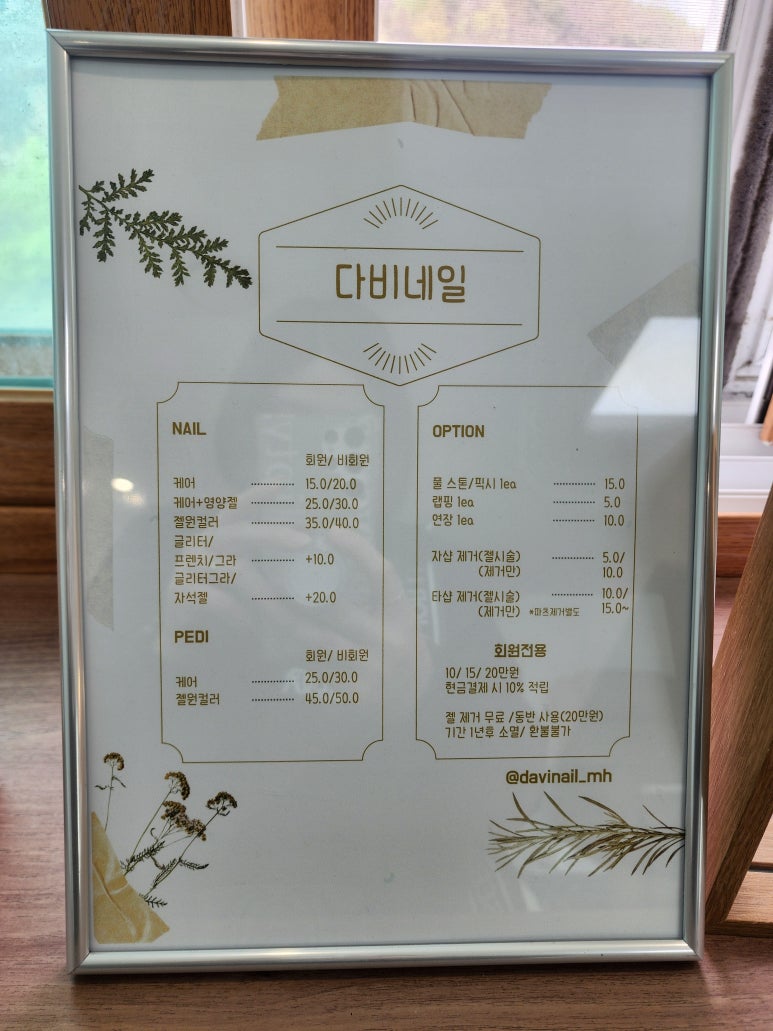 다비네일
NAIL
회원/ 비회원
케어 ············ 15.0/20.0
케어+영양젤 ············ 25.0/30.0
젤원컬러 ············ 35.0/40.0
글리터/
프렌치/그라 ············ +10.0
글리터그라/
자석젤 ············ +20.0
PEDI
회원/ 비회원
케어 ············ 25.0/30.0
젤원컬러 ············ 45.0/50.0
OPTION
풀 스톤/픽시 1ea ············ 15.0
랩핑 1ea ············ 5.0
연장 1ea ············ 10.0
자샵 제거(젤시술) ············ 5.0/
(제거만) 10.0
타샵 제거(젤시술) ············ 10.0/
(제거만) *파츠제거별도 15.0~
회원전용
10/ 15/ 20만원
현금결제 시 10% 적립
젤 제거 무료 /동반 사용(20만원)
기간 1년후 소멸/ 환불불가
@davinail_mh